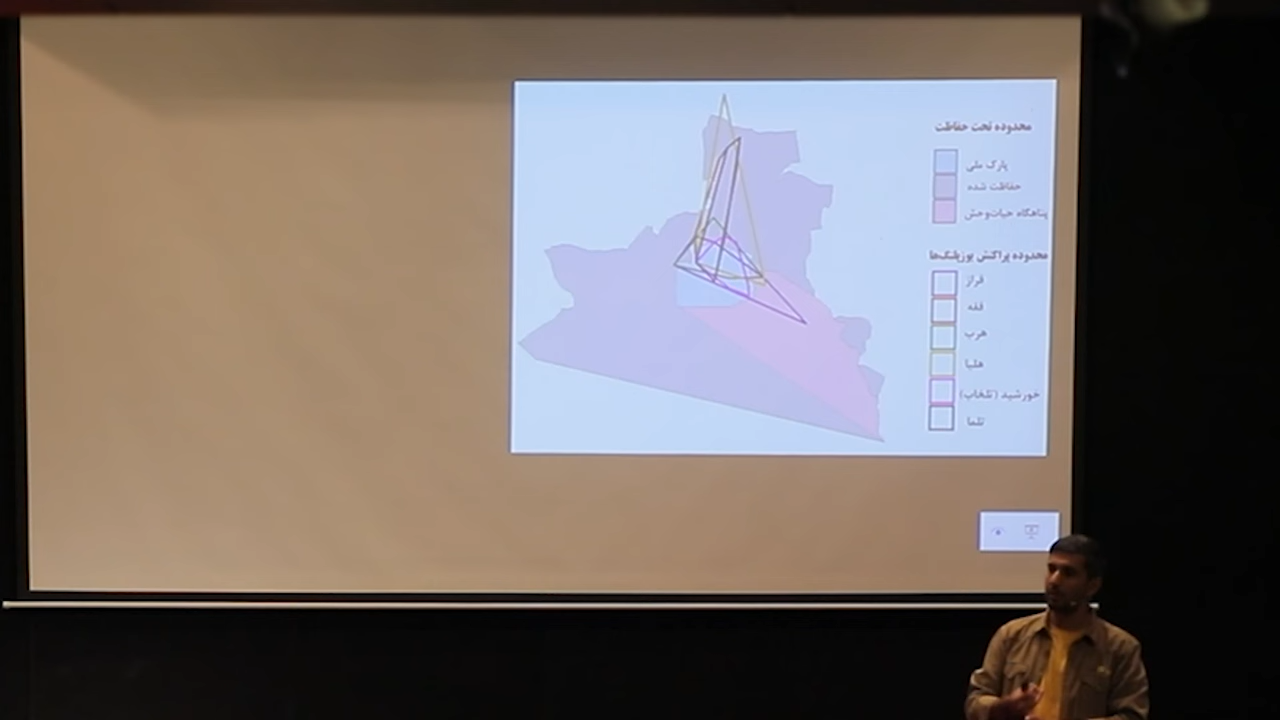 محدوده تحت حفاظت
پارک ملی
حفاظت شده
پناهگاه حیات‌وحش
محدوده پراکنش یوزپلنگ‌ها
فراز
هرب
هلیا
خورشید (تلخاب)
تلما